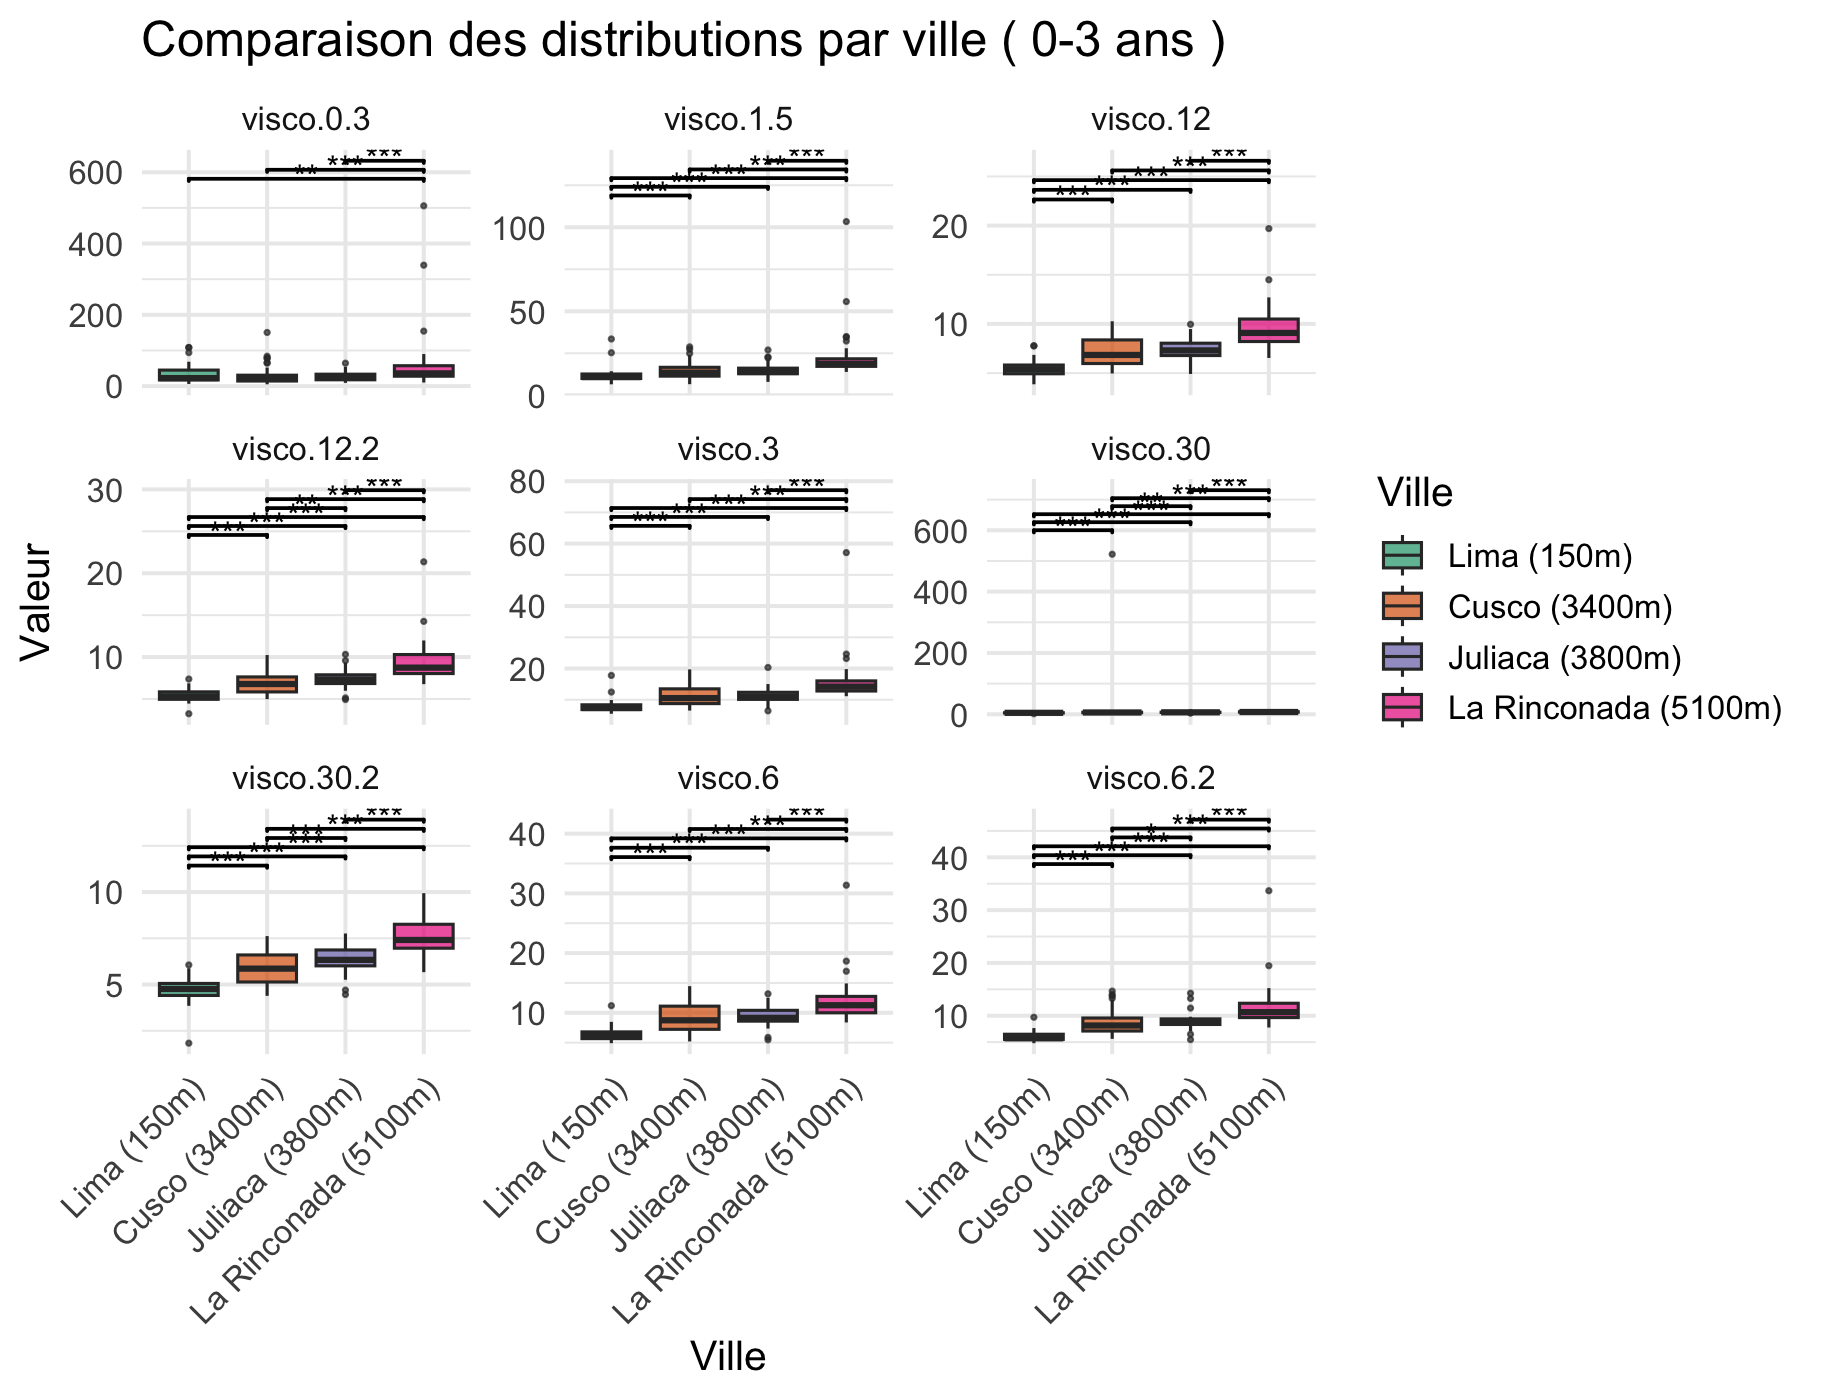 Comparaison des distributions par ville ( 0-3 ans )
visco.0.3
visco.1.5
visco.12
600
400
200
0
**
***
***
100
50
0
***
***
***
***
***
20
10
***
***
***
***
***
visco.12.2
visco.3
visco.30
30
20
10
***
***
***
**
***
***
80
60
40
20
***
***
***
***
***
600
400
200
0
***
***
***
**
***
***
visco.30.2
visco.6
visco.6.2
10
5
***
***
***
***
***
***
40
30
20
10
***
***
***
***
***
40
30
20
10
***
***
***
*
***
***
Lima (150m)
Cusco (3400m)
Juliaca (3800m)
La Rinconada (5100m)
Lima (150m)
Cusco (3400m)
Juliaca (3800m)
La Rinconada (5100m)
Lima (150m)
Cusco (3400m)
Juliaca (3800m)
La Rinconada (5100m)
Valeur
Ville
Ville
Lima (150m)
Cusco (3400m)
Juliaca (3800m)
La Rinconada (5100m)